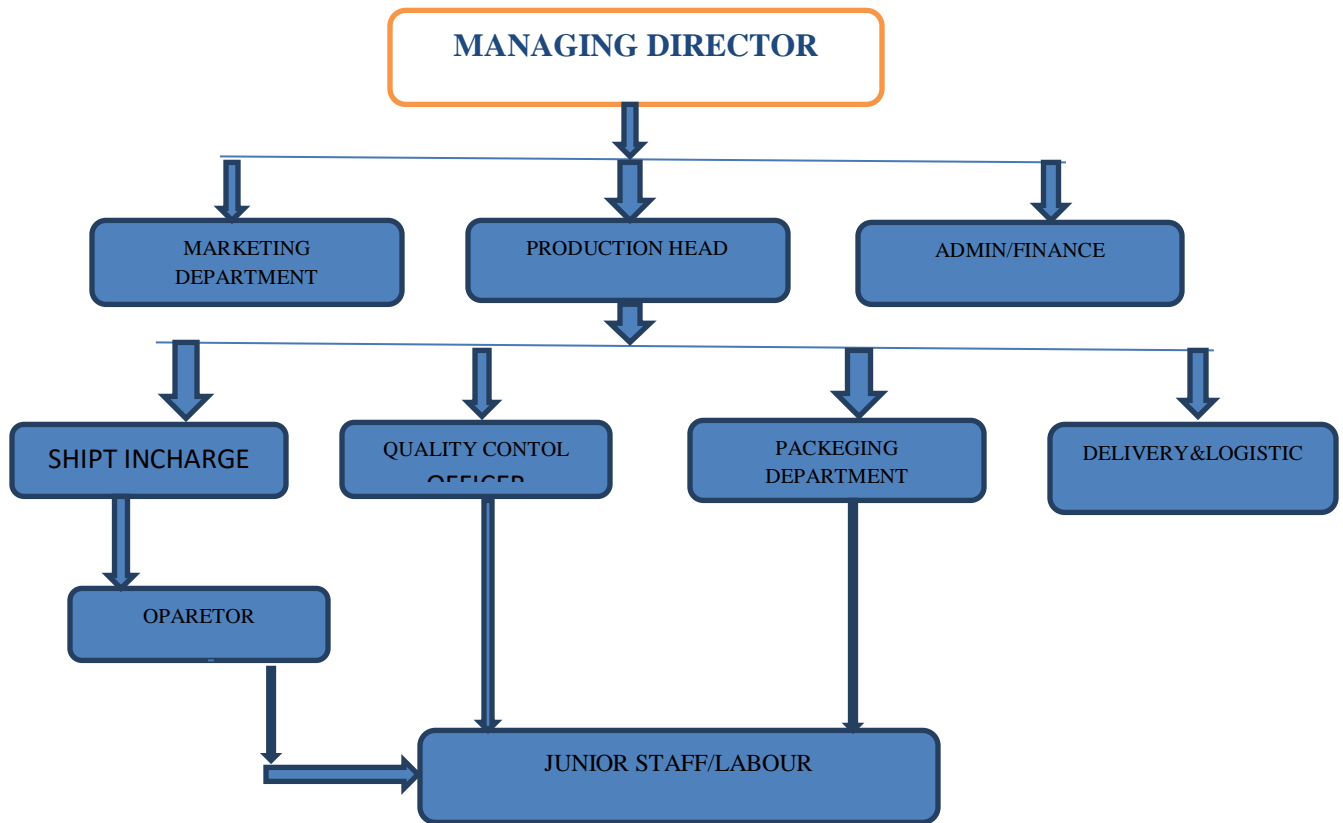 MANAGING DIRECTOR
MARKETING
DEPARTMENT
PRODUCTION HEAD
ADMIN/FINANCE
SHIPT INCHARGE
QUALITY CONTOL
OFFICER
PACKEGING
DEPARTMENT
DELIVERY&LOGISTIC
OPARETOR
JUNIOR STAFF/LABOUR